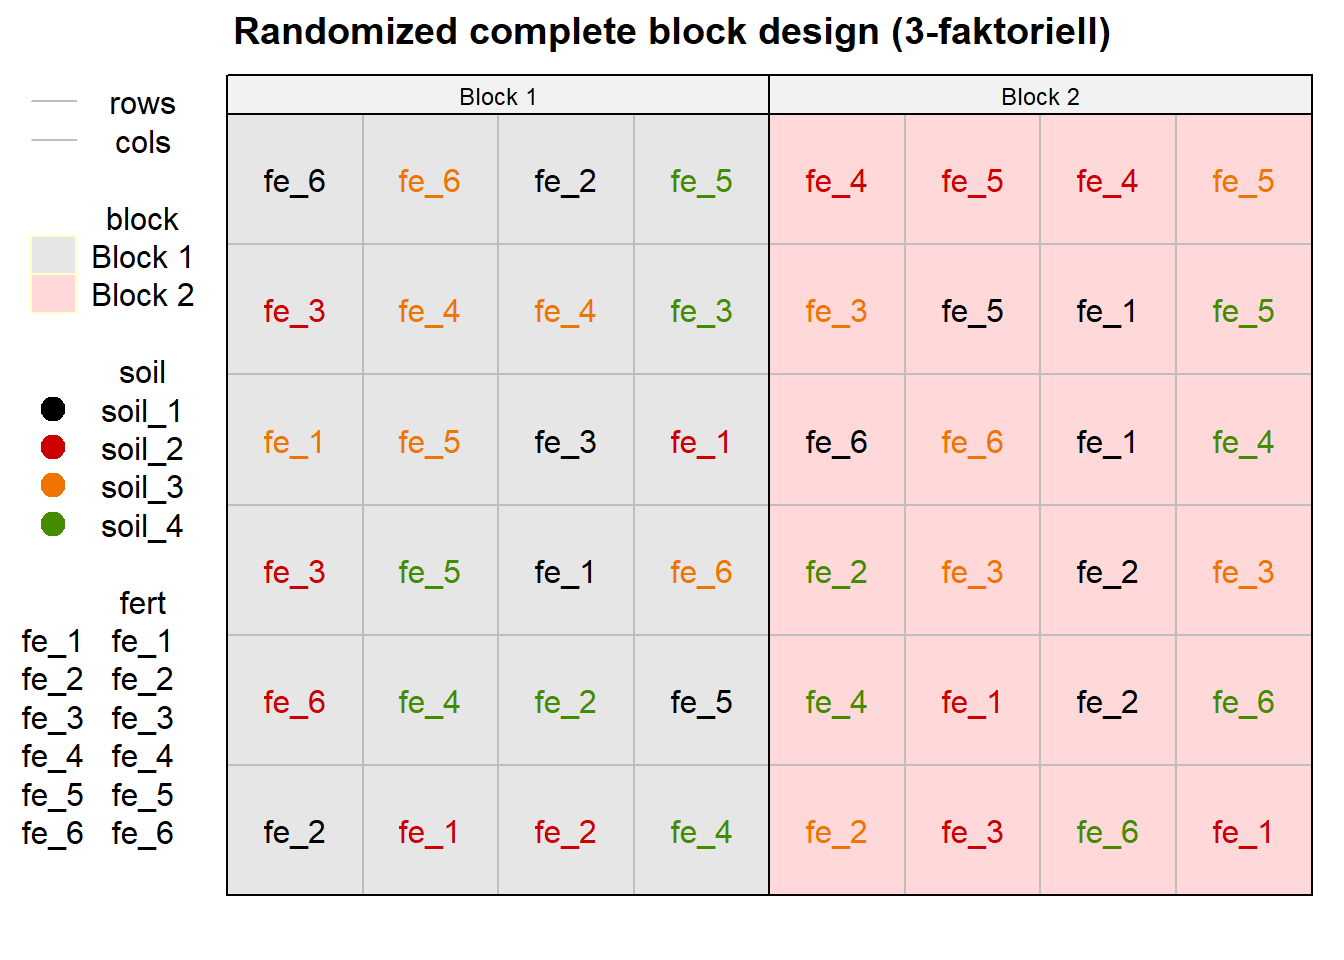 Randomized complete block design (3-faktoriell)
rows
cols
block
Block 1
Block 2
soil
soil_1
soil_2
soil_3
soil_4
fert
fe_1 fe_1
fe_2 fe_2
fe_3 fe_3
fe_4 fe_4
fe_5 fe_5
fe_6 fe_6
Block 1 Block 2
fe_6 fe_6 fe_2 fe_5 fe_4 fe_5 fe_4 fe_5
fe_3 fe_4 fe_4 fe_3 fe_3 fe_5 fe_1 fe_5
fe_1 fe_5 fe_3 fe_1 fe_6 fe_6 fe_1 fe_4
fe_3 fe_5 fe_1 fe_6 fe_2 fe_3 fe_2 fe_3
fe_6 fe_4 fe_2 fe_5 fe_4 fe_1 fe_2 fe_6
fe_2 fe_1 fe_2 fe_4 fe_2 fe_3 fe_6 fe_1